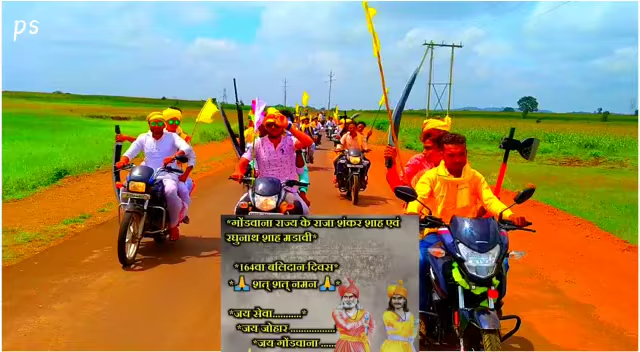 ps
*गोंडवाना राज्य के राजा शंकर शाह एवं
रघुनाथ शाह मडावी*
*164वा बलिदान दिवस*
*🙏 शत् शत् नमन 🙏*
*जय सेवा...........*
*जय जोहार .................
*जय गोंडवाना ......